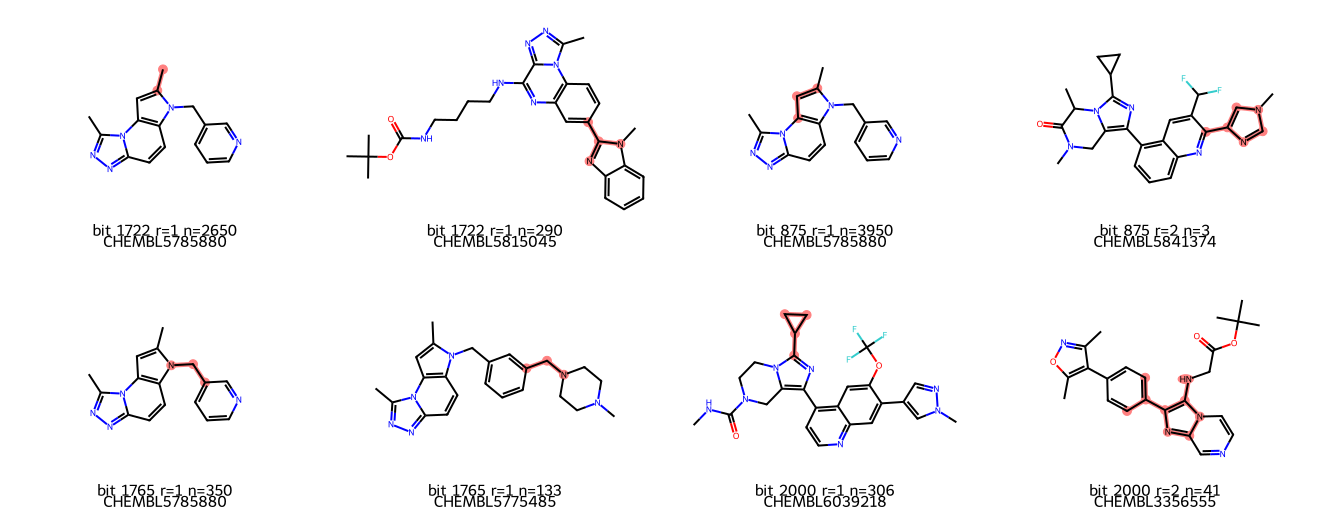 bit 1722 r=1 n=2650
CHEMBL5785880
bit 1722 r=1 n=290
CHEMBL5815045
bit 875 r=1 n=3950
CHEMBL5785880
bit 875 r=2 n=3
CHEMBL5841374
bit 1765 r=1 n=350
CHEMBL5785880
bit 1765 r=1 n=133
CHEMBL5775485
bit 2000 r=1 n=306
CHEMBL6039218
bit 2000 r=2 n=41
CHEMBL3356555